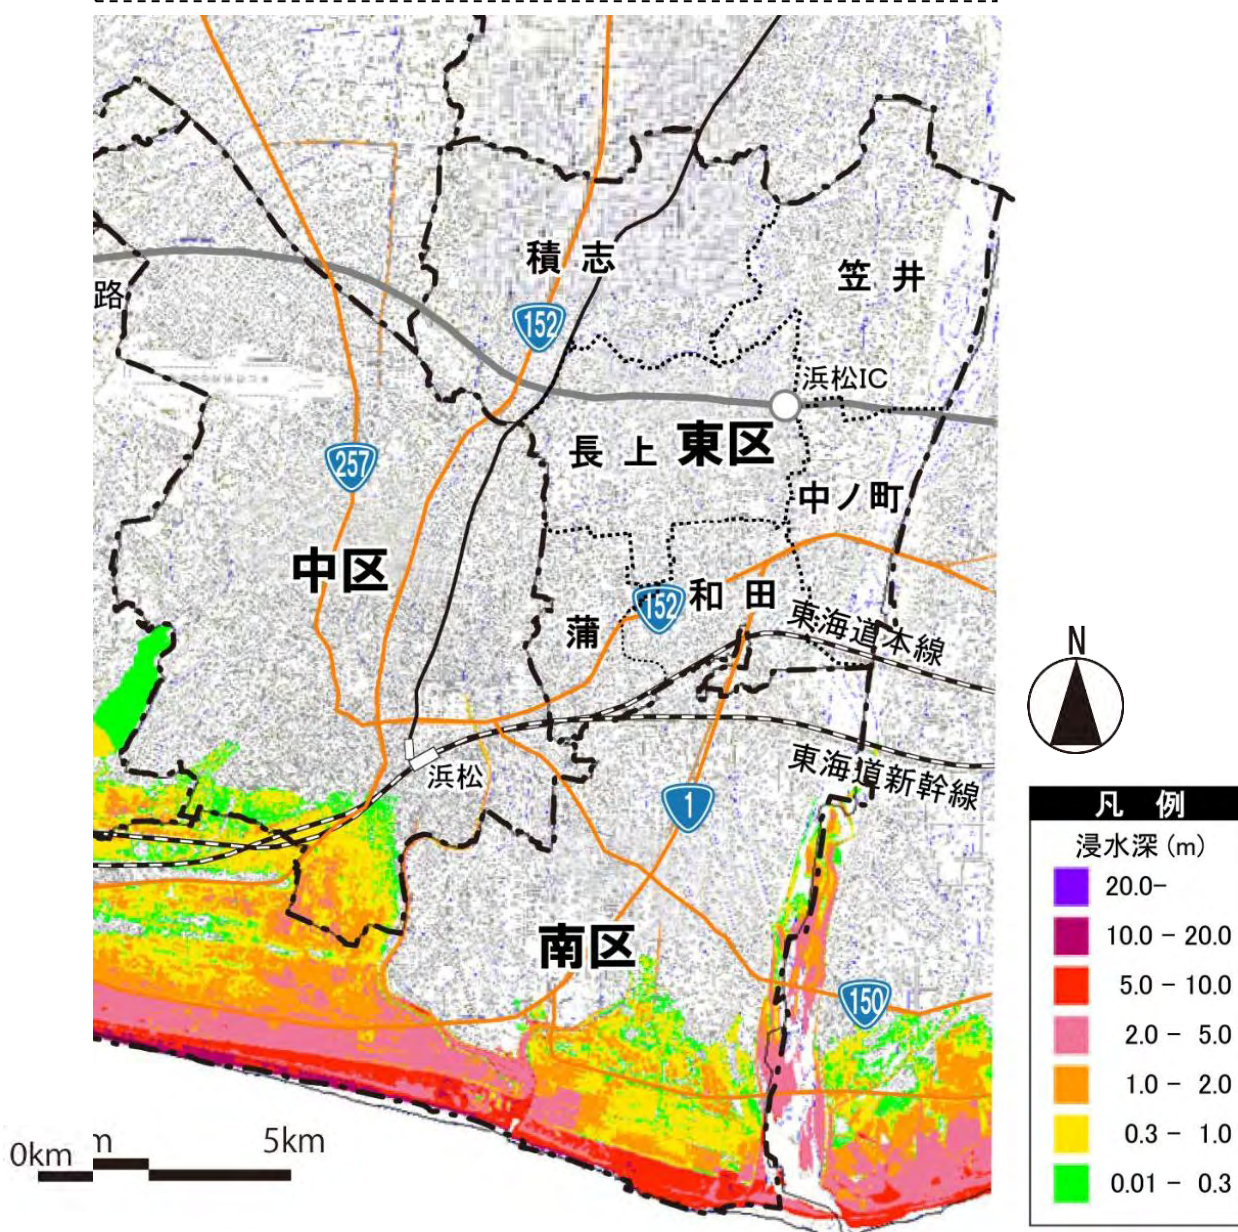 積 志
笠 井
路
152
浜松IC
長 上
東区
257
中ノ町
中区
152
和 田
蒲
東海道本線
N
浜松
東海道新幹線
1
凡 例
浸水深 (m)
20.0-
10.0 - 20.0
5.0 - 10.0
2.0 - 5.0
1.0 - 2.0
0.3 - 1.0
0.01 - 0.3
南区
150
0km
m
5km